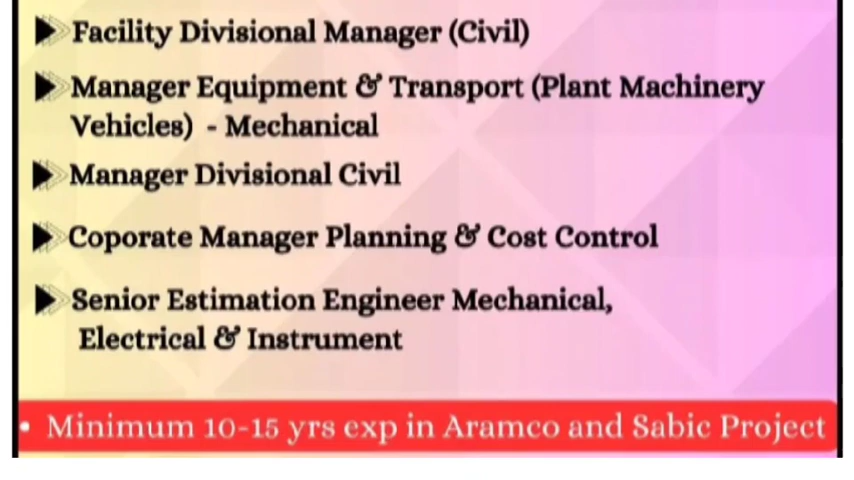 Facility Divisional Manager (Civil)
Manager Equipment & Transport (Plant Machinery
Vehicles) - Mechanical
Manager Divisional Civil
Coporate Manager Planning & Cost Control
Senior Estimation Engineer Mechanical,
Electrical & Instrument
• Minimum 10-15 yrs exp in Aramco and Sabic Project